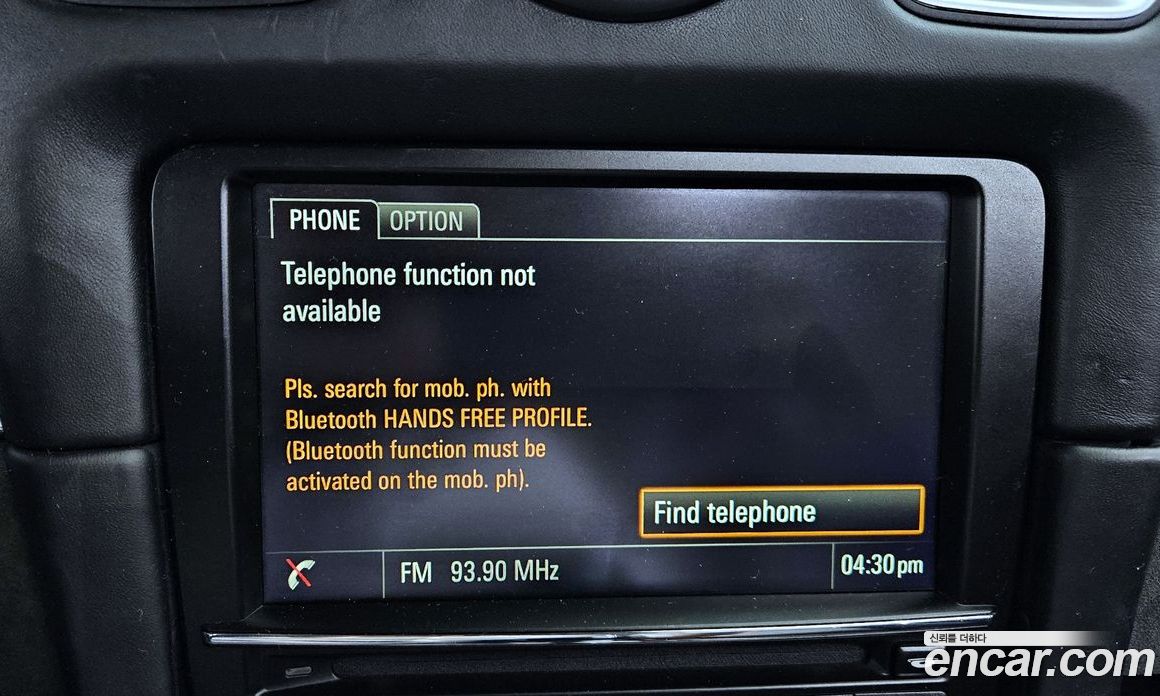 PHONE OPTION
Telephone function not
available
Pls. search for mob. ph. with
Bluetooth HANDS FREE PROFILE.
(Bluetooth function must be
activated on the mob. ph).
Find telephone
FM 93.90 MHz 04:30 pm
신뢰를 더하다
encar.com